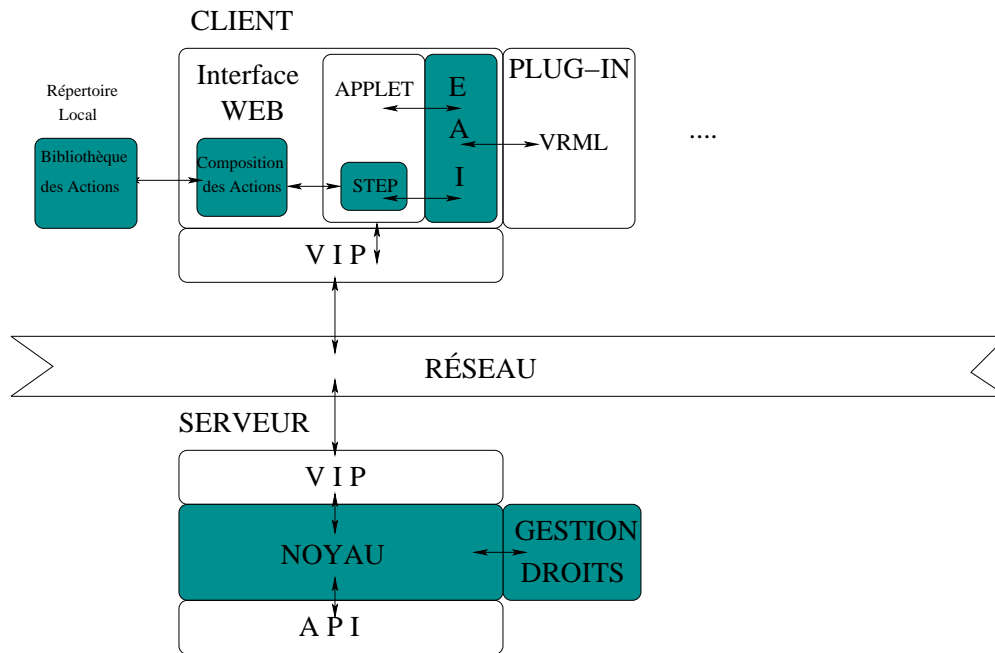 CLIENT
Répertoire
Local
Bibliothèque
des Actions
Interface
WEB
Composition
des Actions
APPLET
STEP
E
A
I
PLUG–IN
VRML
....
V I P
RÉSEAU
SERVEUR
V I P
NOYAU
GESTION
DROITS
A P I